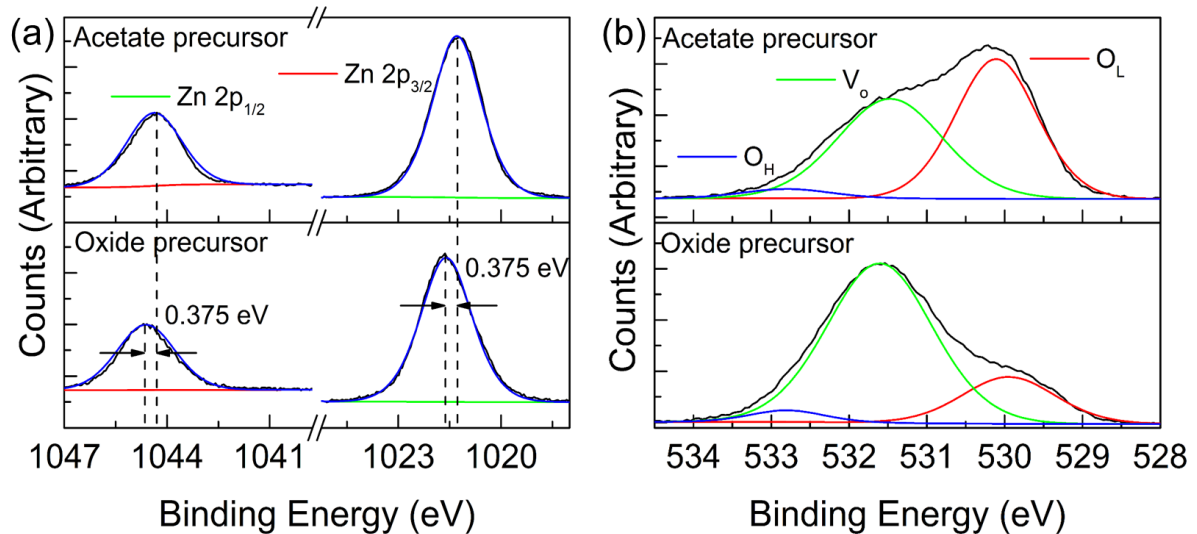 (a)
Acetate precursor
Zn 2p1/2
Zn 2p3/2
Oxide precursor
0.375 eV
0.375 eV
Counts (Arbitrary)
1047 1044 1041 1023 1020
Binding Energy (eV)
(b)
Acetate precursor
Vo
OL
OH
Oxide precursor
Counts (Arbitrary)
534 533 532 531 530 529 528
Binding Energy (eV)